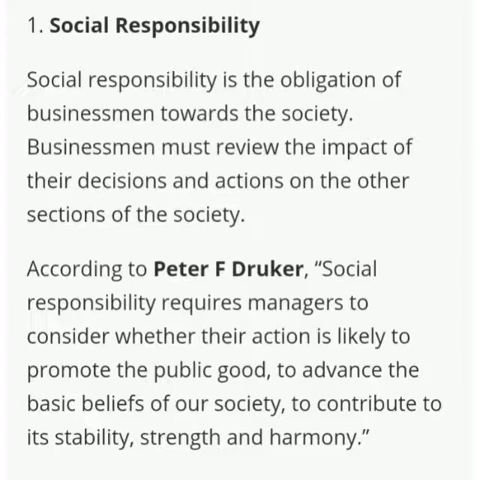 1. Social Responsibility
Social responsibility is the obligation of
businessmen towards the society.
Businessmen must review the impact of
their decisions and actions on the other
sections of the society.
According to Peter F Druker, “Social
responsibility requires managers to
consider whether their action is likely to
promote the public good, to advance the
basic beliefs of our society, to contribute to
its stability, strength and harmony.”